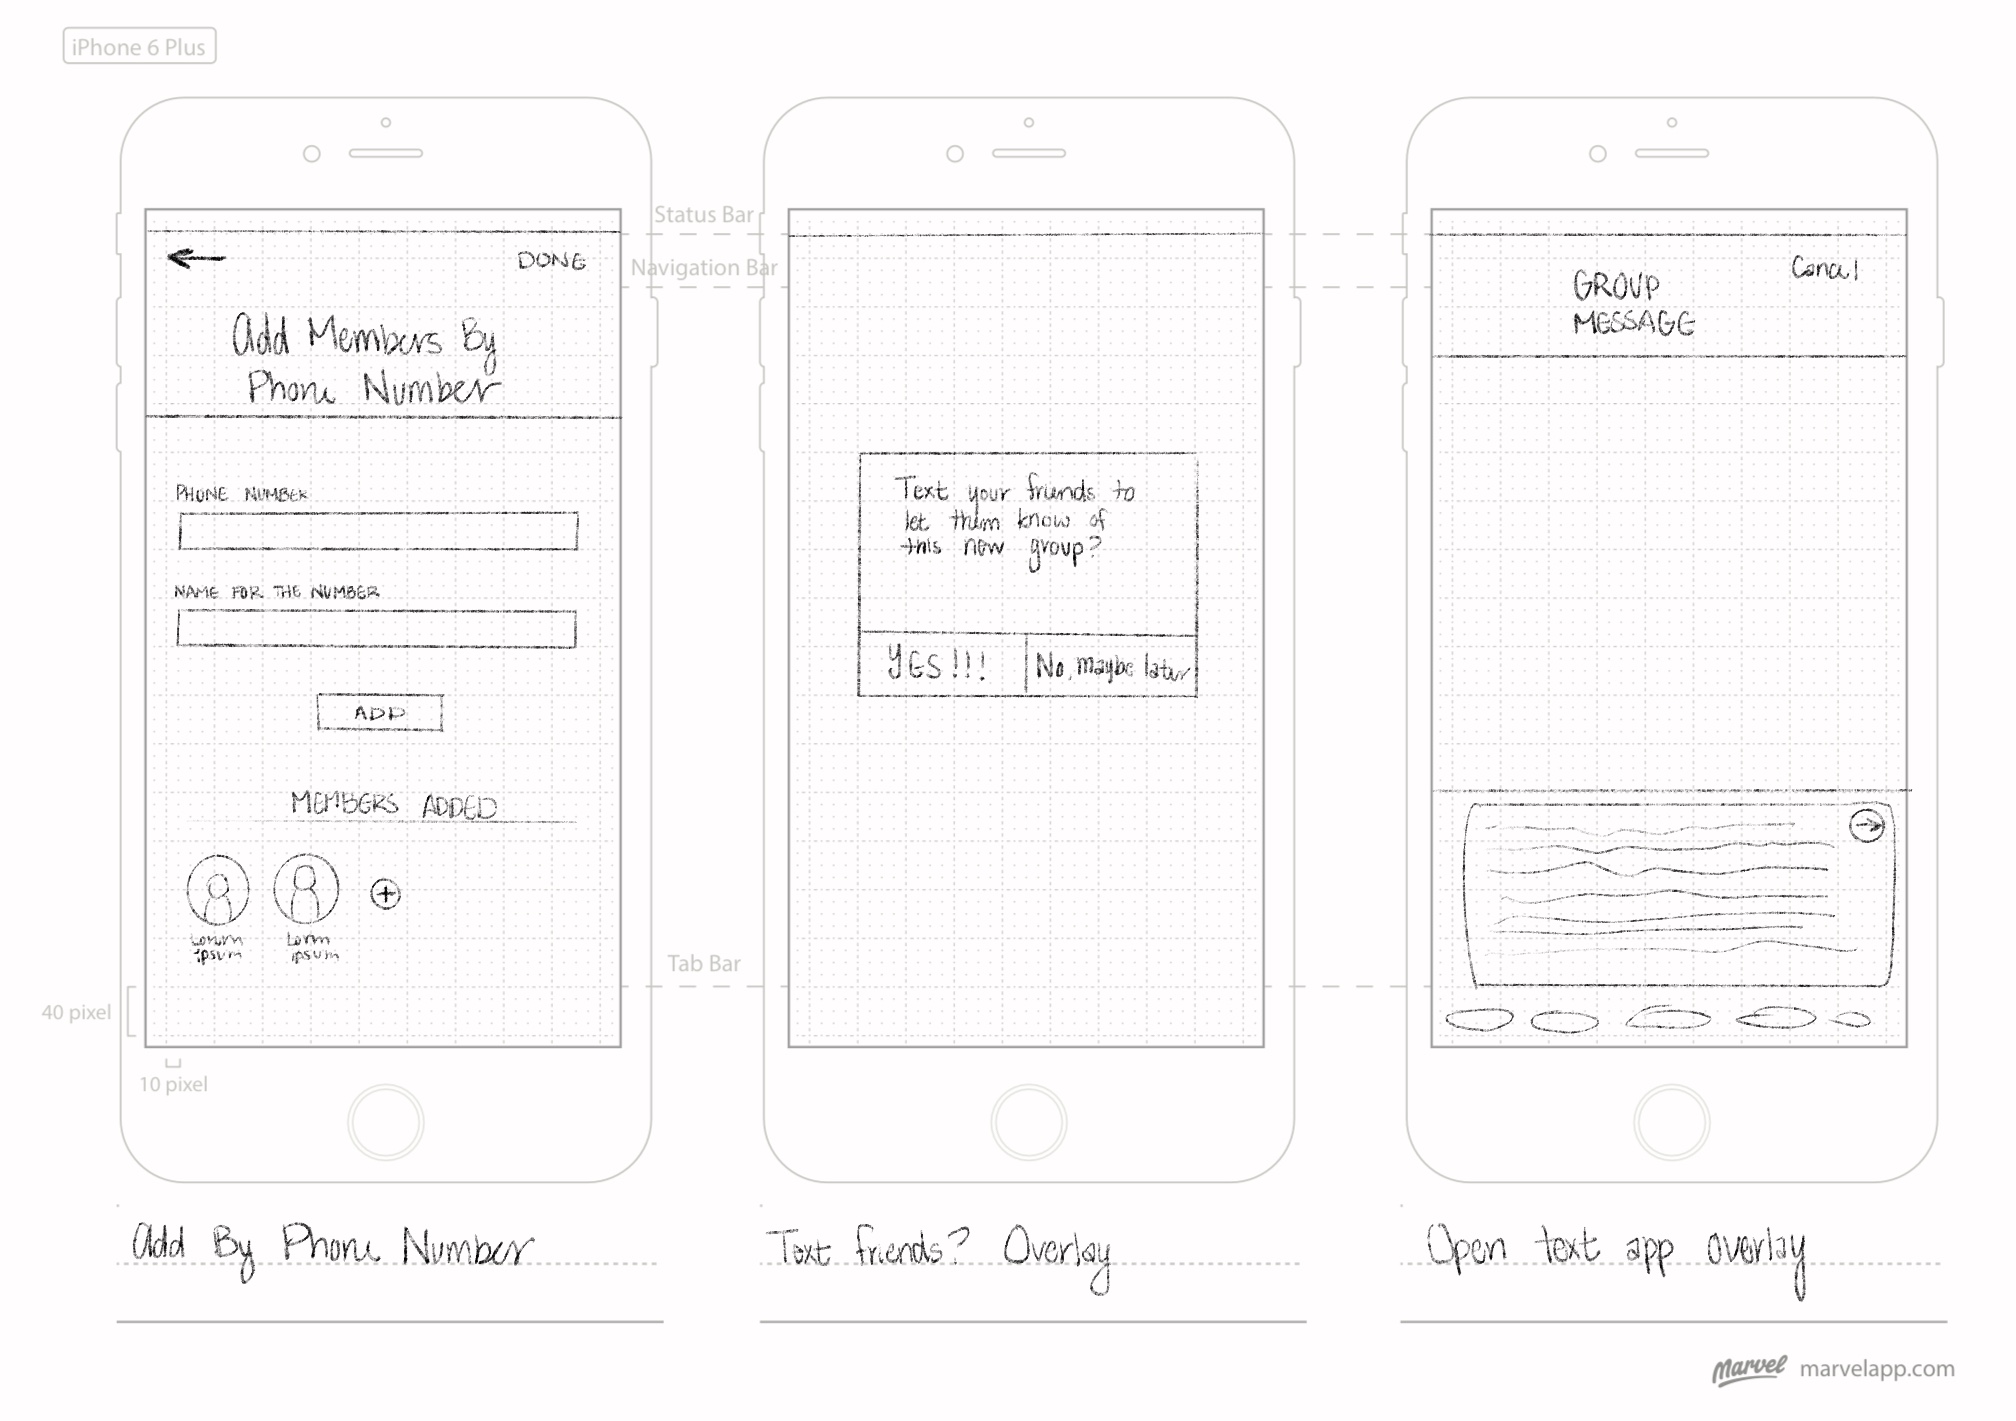 iPhone 6 Plus
DONE
Add Members By
Phone Number
PHONE NUMBER
NAME FOR THE NUMBER
ADD
MEMBERS ADDED
Lorem
ipsum
Lorm
ipsum
40 pixel
10 pixel
Add By Phone Number
Status Bar
Navigation Bar
Tab Bar
Text your friends to
let them know of
this new group?
YES!!!
No, maybe later
Text friends? Overlay
Cancel
GROUP
MESSAGE
Open text app overlay
Marvel marvelapp.com